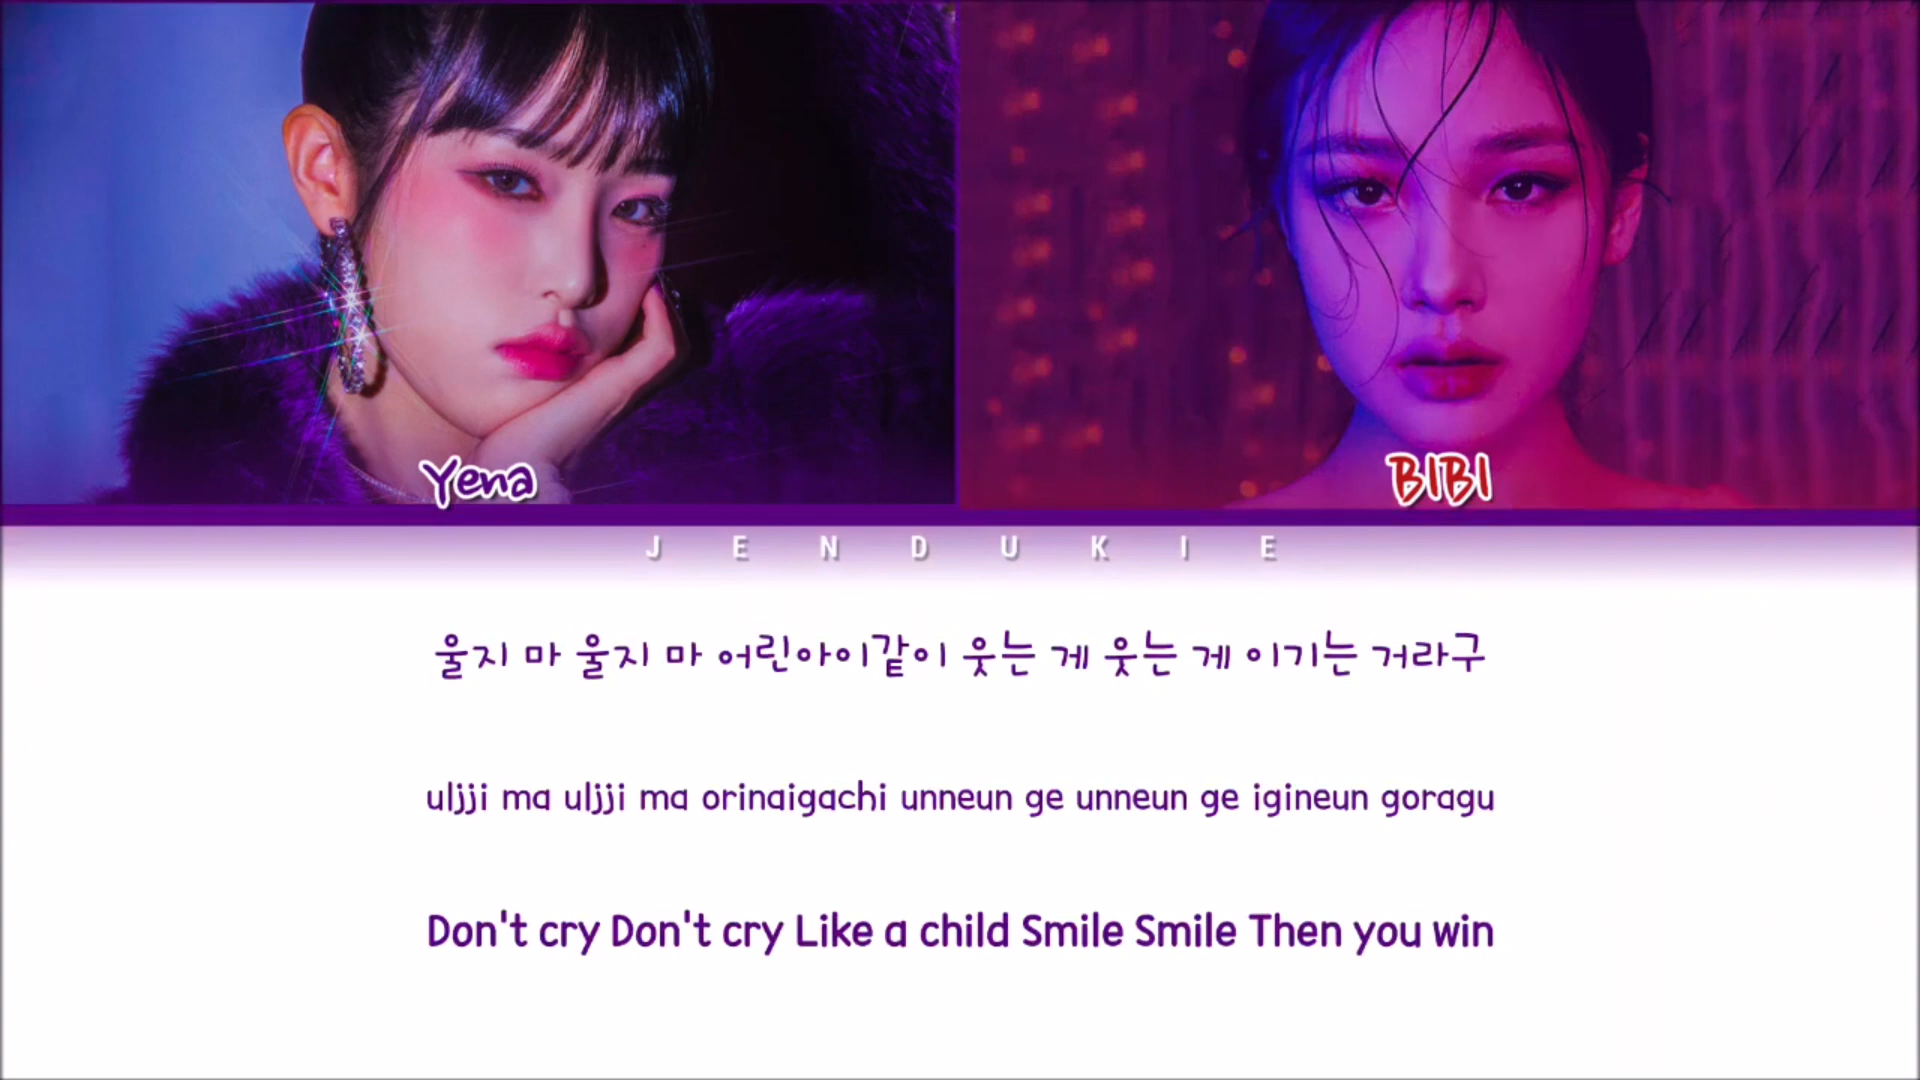 Yena
BIBI
JENDUKIE
울지 마 울지 마 어린아이같이 웃는 게 웃는 게 이기는 거라구
uljji ma uljji ma orinaigachi unneun ge unneun ge igineun goragu
Don't cry Don't cry Like a child Smile Smile Then you win